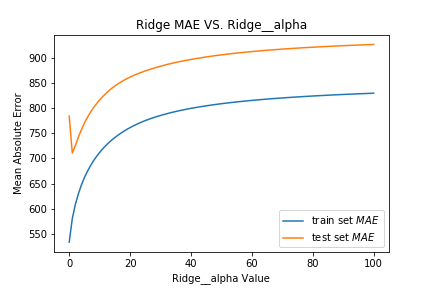 Ridge MAE VS. Ridge__alpha
Mean Absolute Error
900
850
800
750
700
650
600
550
0
20
40
60
80
100
Ridge__alpha Value
train set MAE
test set MAE